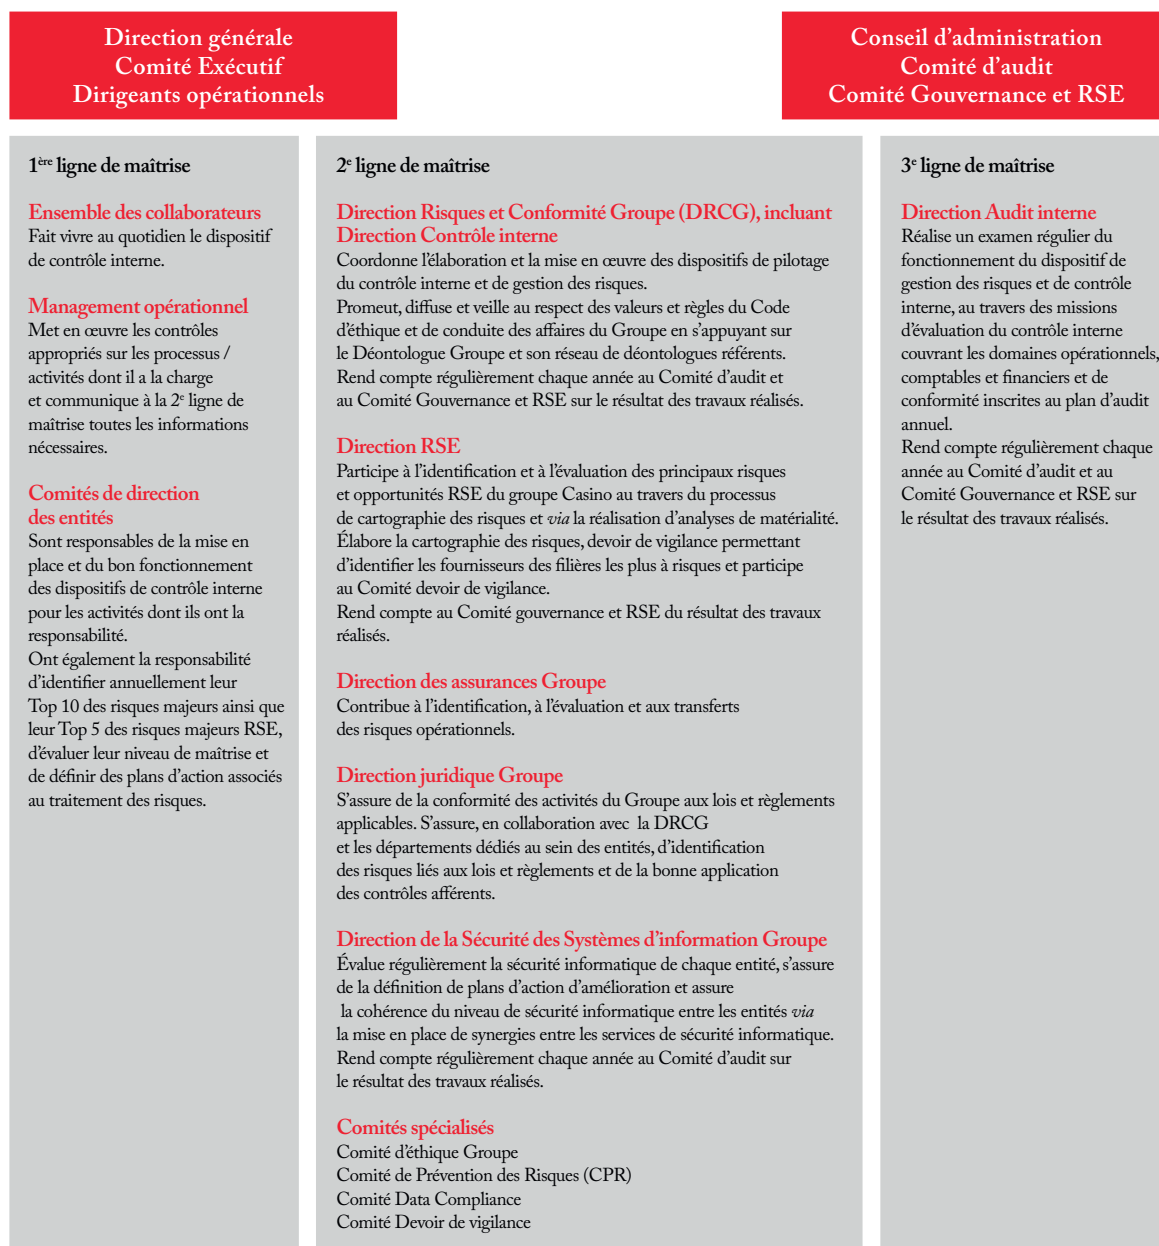 Direction générale
Comité Exécutif
Dirigeants opérationnels
Conseil d'administration
Comité d'audit
Comité Gouvernance et RSE
1ère ligne de maîtrise
Ensemble des collaborateurs
Fait vivre au quotidien le dispositif
de contrôle interne.
Management opérationnel
Met en œuvre les contrôles
appropriés sur les processus /
activités dont il a la charge
et communique à la 2e ligne de
maîtrise toutes les informations
nécessaires.
Comités de direction
des entités
Sont responsables de la mise en
place et du bon fonctionnement
des dispositifs de contrôle interne
pour les activités dont ils ont la
responsabilité.
Ont également la responsabilité
d'identifier annuellement leur
Top 10 des risques majeurs ainsi que
leur Top 5 des risques majeurs RSE,
d'évaluer leur niveau de maîtrise et
de définir des plans d'action associés
au traitement des risques.
2e ligne de maîtrise
Direction Risques et Conformité Groupe (DRCG), incluant
Direction Contrôle interne
Coordonne l'élaboration et la mise en œuvre des dispositifs de pilotage
du contrôle interne et de gestion des risques.
Promeut, diffuse et veille au respect des valeurs et règles du Code
d'éthique et de conduite des affaires du Groupe en s'appuyant sur
le Déontologue Groupe et son réseau de déontologues référents.
Rend compte régulièrement chaque année au Comité d'audit et
au Comité Gouvernance et RSE sur le résultat des travaux réalisés.
Direction RSE
Participe à l'identification et à l'évaluation des principaux risques
et opportunités RSE du groupe Casino au travers du processus
de cartographie des risques et via la réalisation d'analyses de matérialité.
Élabore la cartographie des risques, devoir de vigilance permettant
d'identifier les fournisseurs des filières les plus à risques et participe
au Comité devoir de vigilance.
Rend compte au Comité gouvernance et RSE du résultat des travaux
réalisés.
Direction des assurances Groupe
Contribue à l'identification, à l'évaluation et aux transferts
des risques opérationnels.
Direction juridique Groupe
S'assure de la conformité des activités du Groupe aux lois et règlements
applicables. S'assure, en collaboration avec la DRCG
et les départements dédiés au sein des entités, d'identification
des risques liés aux lois et règlements et de la bonne application
des contrôles afférents.
Direction de la Sécurité des Systèmes d'information Groupe
Évalue régulièrement la sécurité informatique de chaque entité, s'assure
de la définition de plans d'action d'amélioration et assure
la cohérence du niveau de sécurité informatique entre les entités via
la mise en place de synergies entre les services de sécurité informatique.
Rend compte régulièrement chaque année au Comité d'audit sur
le résultat des travaux réalisés.
Comités spécialisés
Comité d'éthique Groupe
Comité de Prévention des Risques (CPR)
Comité Data Compliance
Comité Devoir de vigilance
3e ligne de maîtrise
Direction Audit interne
Réalise un examen régulier du
fonctionnement du dispositif de
gestion des risques et de contrôle
interne, au travers des missions
d'évaluation du contrôle interne
couvrant les domaines opérationnels,
comptables et financiers et de
conformité inscrites au plan d'audit
annuel.
Rend compte régulièrement chaque
année au Comité d'audit et au
Comité Gouvernance et RSE sur
le résultat des travaux réalisés.